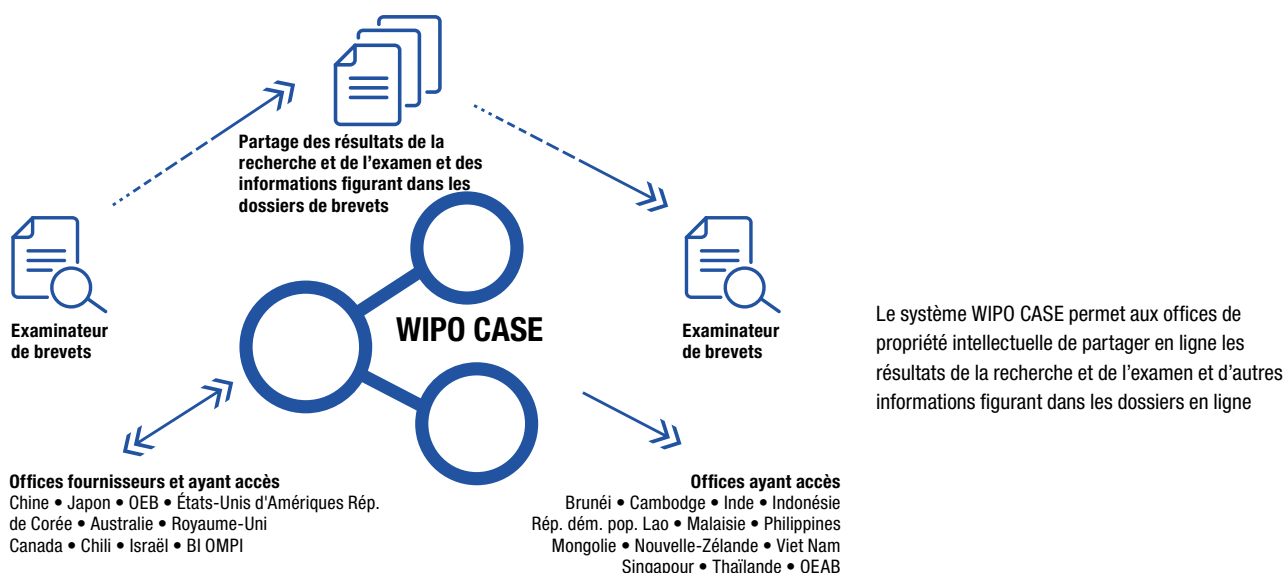 Partage des résultats de la
recherche et de l’examen et des
informations figurant dans les
dossiers de brevets
Examinateur
de brevets
WIPO CASE
Examinateur
de brevets
Le système WIPO CASE permet aux offices de
propriété intellectuelle de partager en ligne les
résultats de la recherche et de l’examen et d’autres
informations figurant dans les dossiers en ligne
Offices fournisseurs et ayant accès
Chine • Japon • OEB • États-Unis d'Amériques Rép.
de Corée • Australie • Royaume-Uni
Canada • Chili • Israël • BI OMPI
Offices ayant accès
Brunéi • Cambodge • Inde • Indonésie
Rép. dém. pop. Lao • Malaisie • Philippines
Mongolie • Nouvelle-Zélande • Viet Nam
Singapour • Thaïlande • OEAB